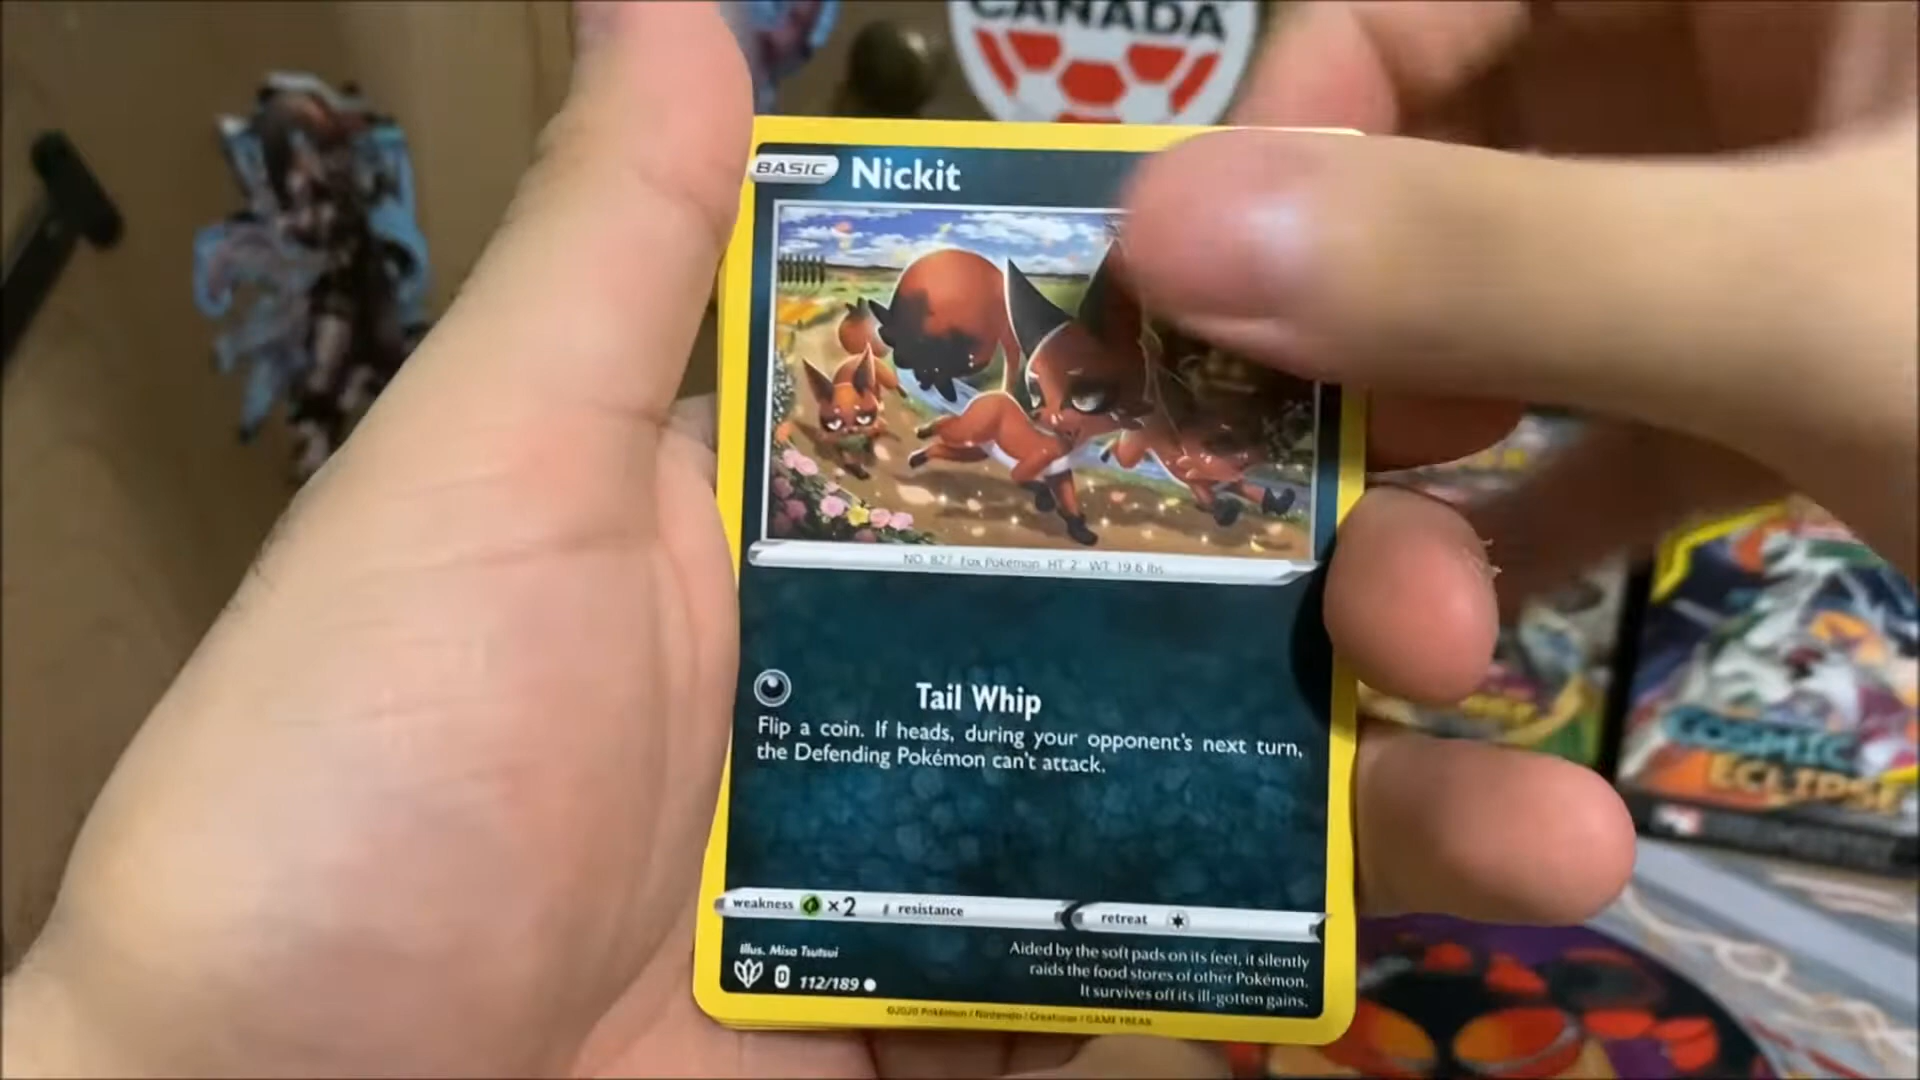 CANADA
BASIC Nickit
NO. 827 Fox Pokémon HT 2' WT 19.6 lbs
Tail Whip
Flip a coin. If heads, during your opponent's next turn,
the Defending Pokémon can't attack.
weakness ×2 resistance retreat
Illus. Misa Tsutsui
Aided by the soft pads on its feet, it silently
raids the food stores of other Pokémon.
It survives off its ill-gotten gains.
D 112/189
©2020 Pokémon / Nintendo / Creatures / GAME FREAK
COSMIC
ECLIPSE